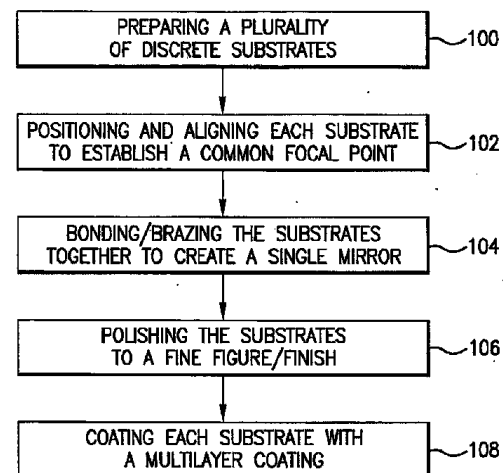 PREPARING A PLURALITY
OF DISCRETE SUBSTRATES
100
POSITIONING AND ALIGNING EACH SUBSTRATE
TO ESTABLISH A COMMON FOCAL POINT
102
BONDING/BRAZING THE SUBSTRATES
TOGETHER TO CREATE A SINGLE MIRROR
104
POLISHING THE SUBSTRATES
TO A FINE FIGURE/FINISH
106
COATING EACH SUBSTRATE WITH
A MULTILAYER COATING
108